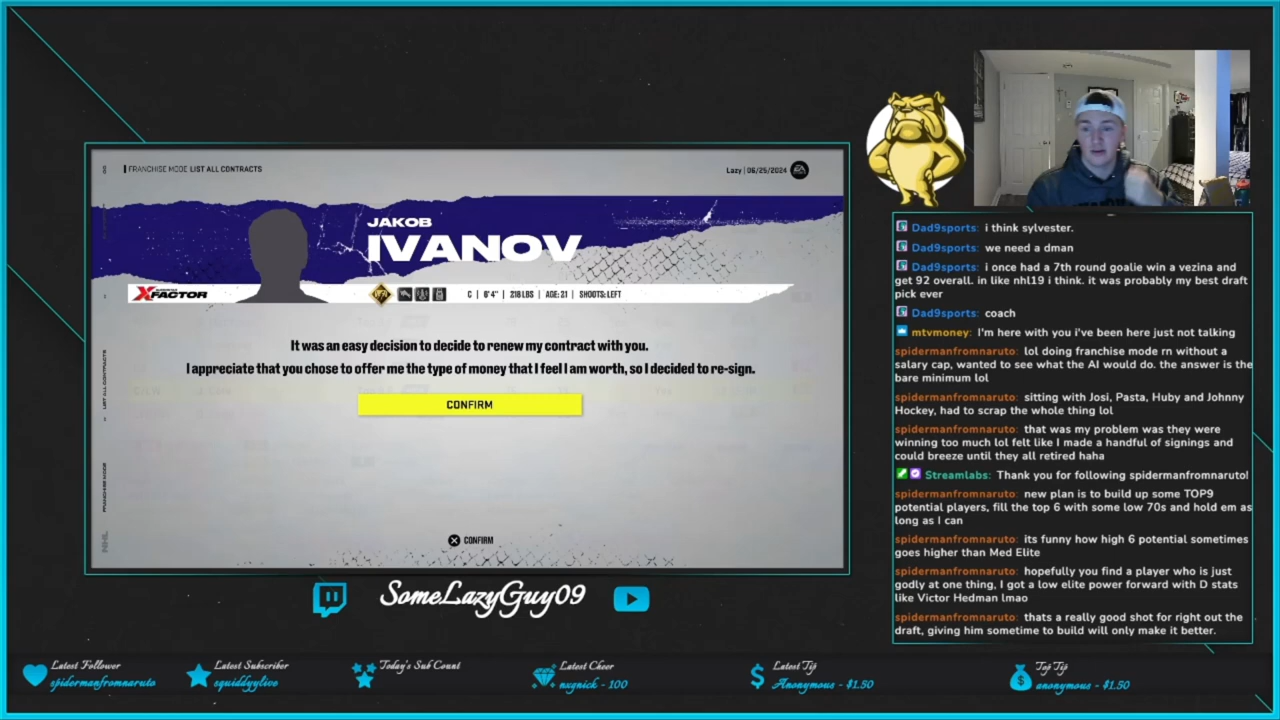 FRANCHISE MODE LIST ALL CONTRACTS
Lazy | 06/25/2024
EA
JAKOB
IVANOV
XFACTOR
C | 6'4" | 218 LBS | AGE: 21 | SHOOTS: LEFT
It was an easy decision to decide to renew my contract with you.
I appreciate that you chose to offer me the type of money that I feel I am worth, so I decided to re-sign.
CONFIRM
CONFIRM
LIST ALL CONTRACTS
FRANCHISE MODE
NHL
SomeLazyGuy09
Dad9sports: i think sylvester.
Dad9sports: we need a dman
Dad9sports: i once had a 7th round goalie win a vezina and
get 92 overall. in like nhl19 i think. it was probably my best draft
pick ever
Dad9sports: coach
mtvmoney: I'm here with you i've been here just not talking
spidermanfromnaruto: lol doing franchise mode rn without a
salary cap, wanted to see what the AI would do. the answer is the
bare minimum lol
spidermanfromnaruto: sitting with Josi, Pasta, Huby and Johnny
Hockey, had to scrap the whole thing lol
spidermanfromnaruto: that was my problem was they were
winning too much lol felt like I made a handful of signings and
could breeze until they all retired haha
Streamlabs: Thank you for following spidermanfromnaruto!
spidermanfromnaruto: new plan is to build up some TOP9
potential players, fill the top 6 with some low 70s and hold em as
long as I can
spidermanfromnaruto: its funny how high 6 potential sometimes
goes higher than Med Elite
spidermanfromnaruto: hopefully you find a player who is just
godly at one thing, I got a low elite power forward with D stats
like Victor Hedman lmao
spidermanfromnaruto: thats a really good shot for right out the
draft, giving him sometime to build will only make it better.
Latest Follower
spidermanfromnaruto
Latest Subscriber
squiddyylive
Today's Sub Count
Latest Cheer
nxgnick - 100
Latest Tip
Anonymous - $1.50
Top Tip
anonymous - $1.50